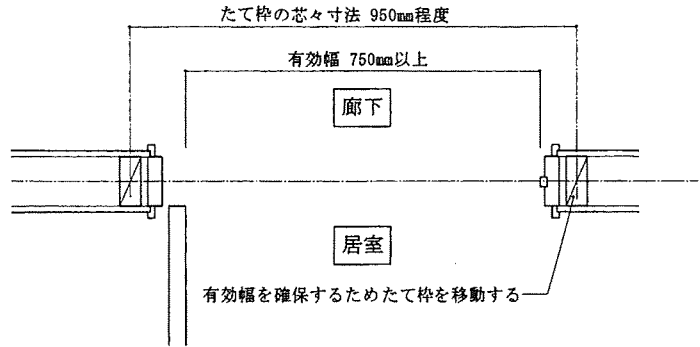 たて枠の芯々寸法 950mm程度
有効幅 750mm以上
廊下
居室
有効幅を確保するためたて枠を移動する